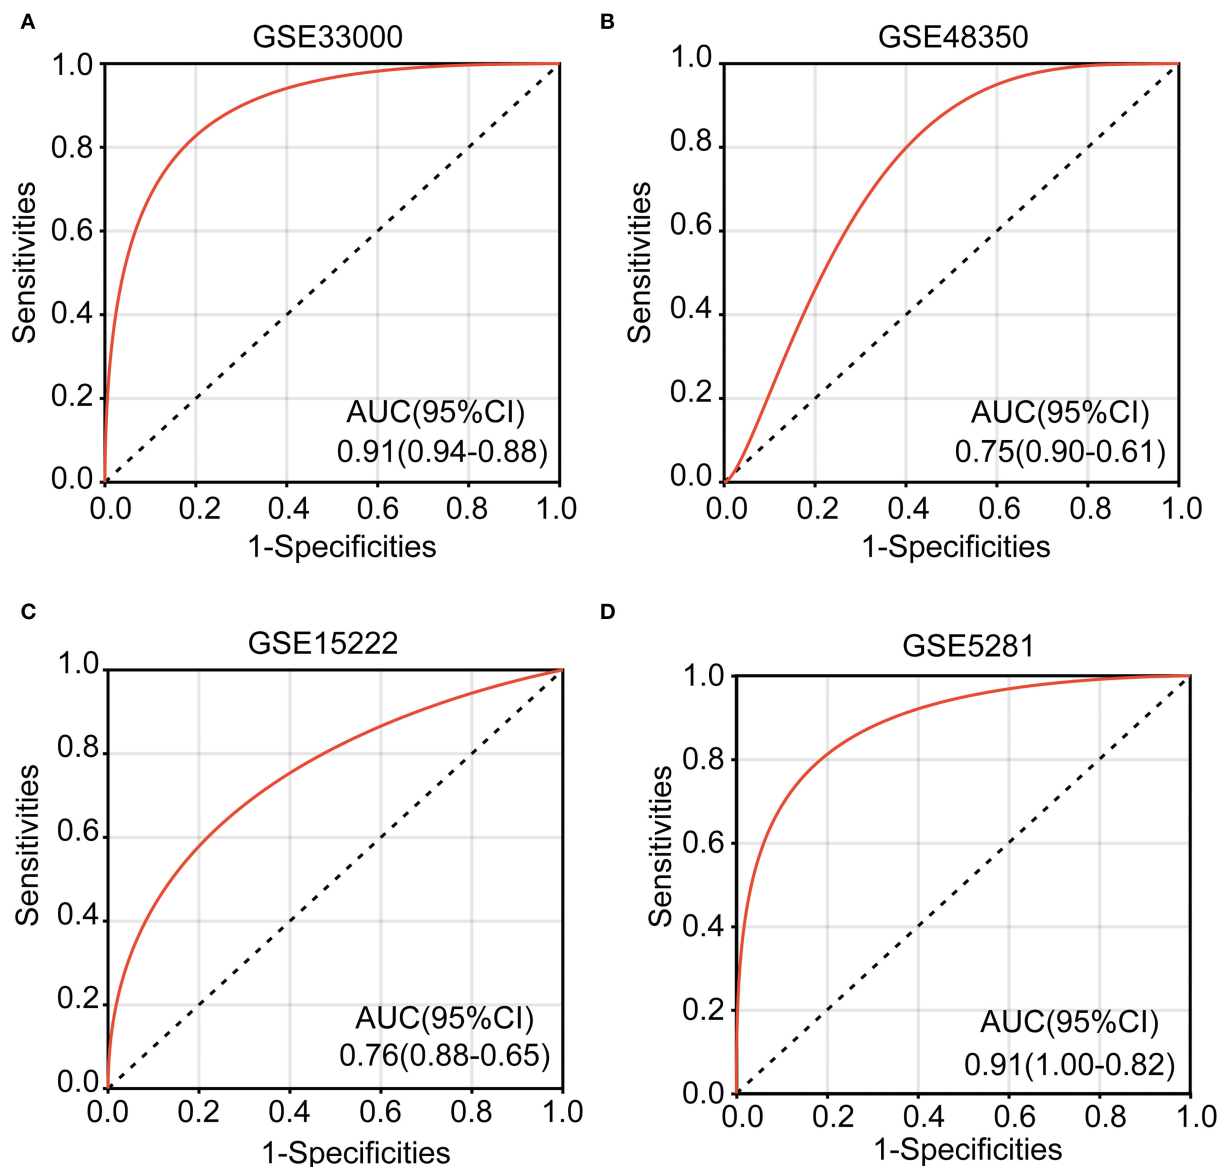 A
GSE33000
1.0
0.8
0.6
0.4
0.2
0.0
Sensitivities
AUC(95%CI)
0.91(0.94-0.88)
0.0 0.2 0.4 0.6 0.8 1.0
1-Specificities
B
GSE48350
1.0
0.8
0.6
0.4
0.2
0.0
Sensitivities
AUC(95%CI)
0.75(0.90-0.61)
0.0 0.2 0.4 0.6 0.8 1.0
1-Specificities
C
GSE15222
1.0
0.8
0.6
0.4
0.2
0.0
Sensitivities
AUC(95%CI)
0.76(0.88-0.65)
0.0 0.2 0.4 0.6 0.8 1.0
1-Specificities
D
GSE5281
1.0
0.8
0.6
0.4
0.2
0.0
Sensitivities
AUC(95%CI)
0.91(1.00-0.82)
0.0 0.2 0.4 0.6 0.8 1.0
1-Specificities